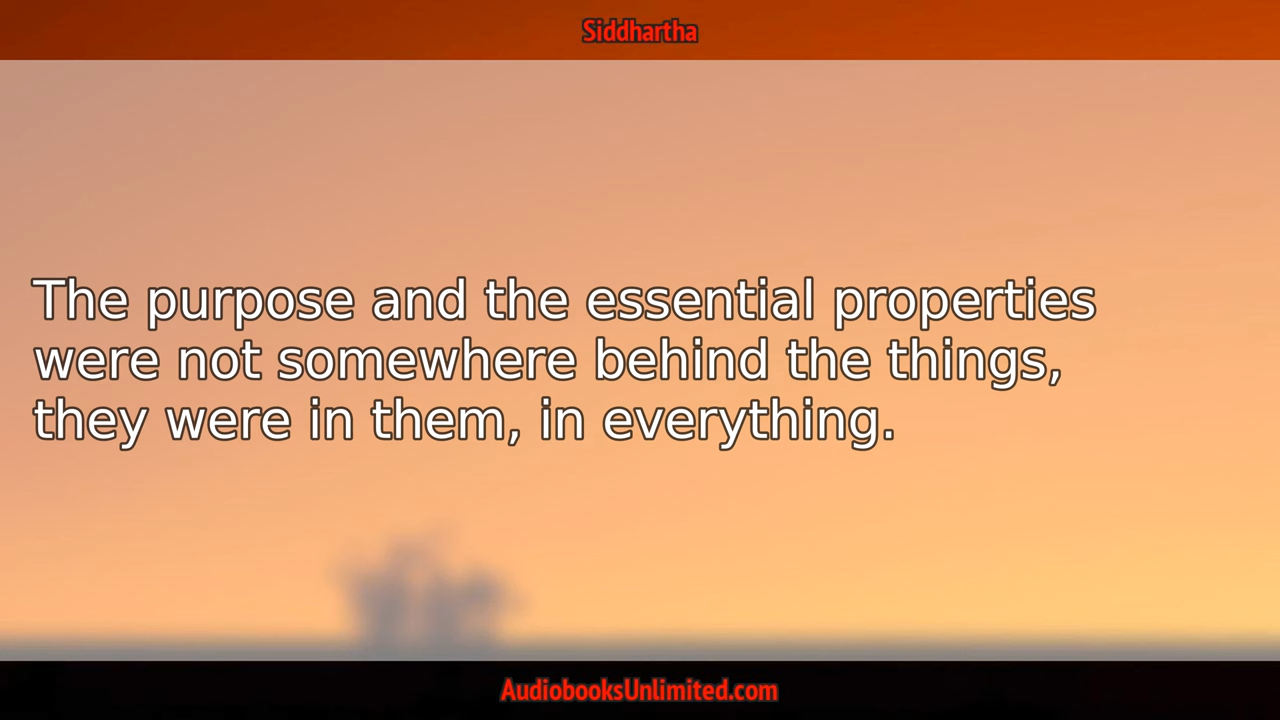 Siddhartha
The purpose and the essential properties
were not somewhere behind the things,
they were in them, in everything.
AudiobooksUnlimited.com